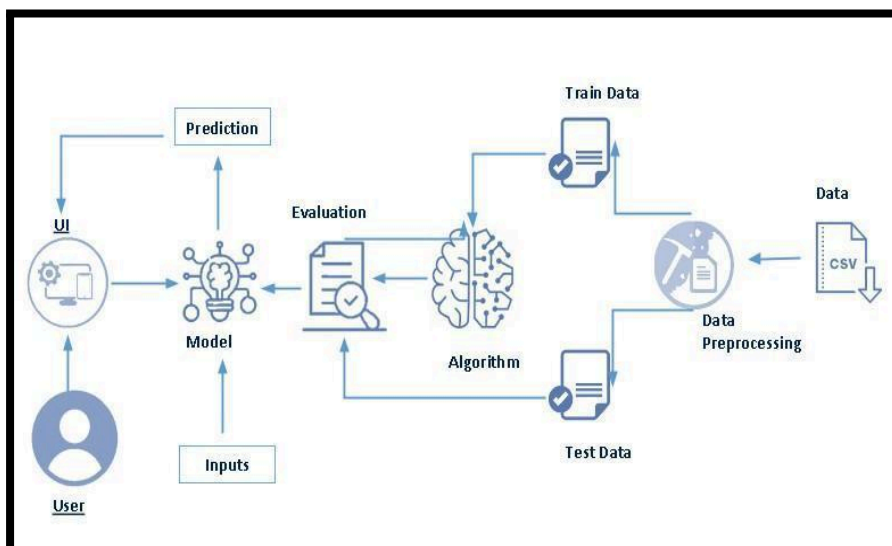 Train Data
Prediction
Data
UI
Evaluation
CSV
Model
Data
Preprocessing
Algorithm
Inputs
Test Data
User